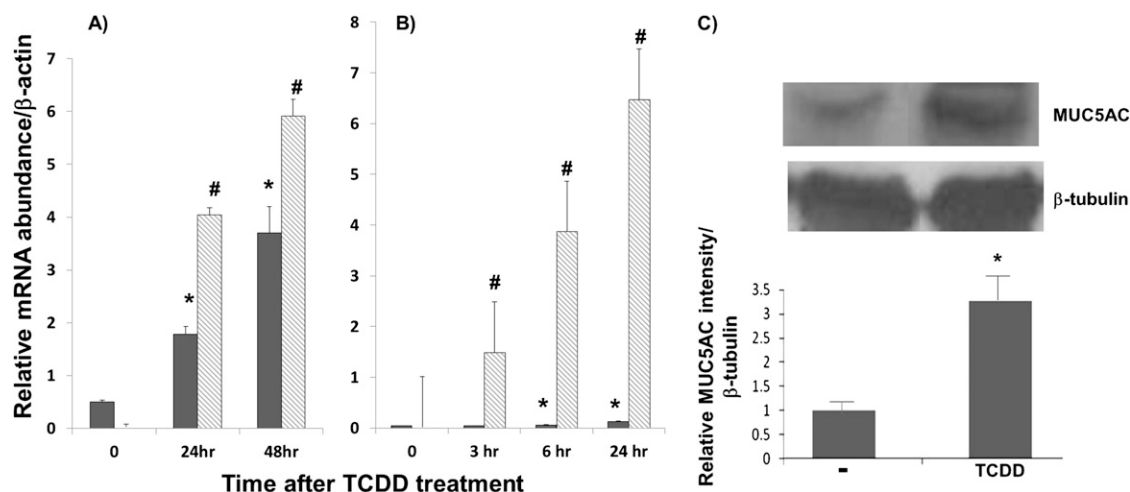 A)
Relative mRNA abundance/β-actin
7
6
5
4
3
2
1
0
#
#
*
*
0
24hr
48hr
B)
8
7
6
5
4
3
2
1
0
#
#
#
*
*
0
3 hr
6 hr
24 hr
Time after TCDD treatment
C)
MUC5AC
β-tubulin
Relative MUC5AC intensity/
β-tubulin
3.5
3
2.5
2
1.5
1
0.5
0
*
-
TCDD